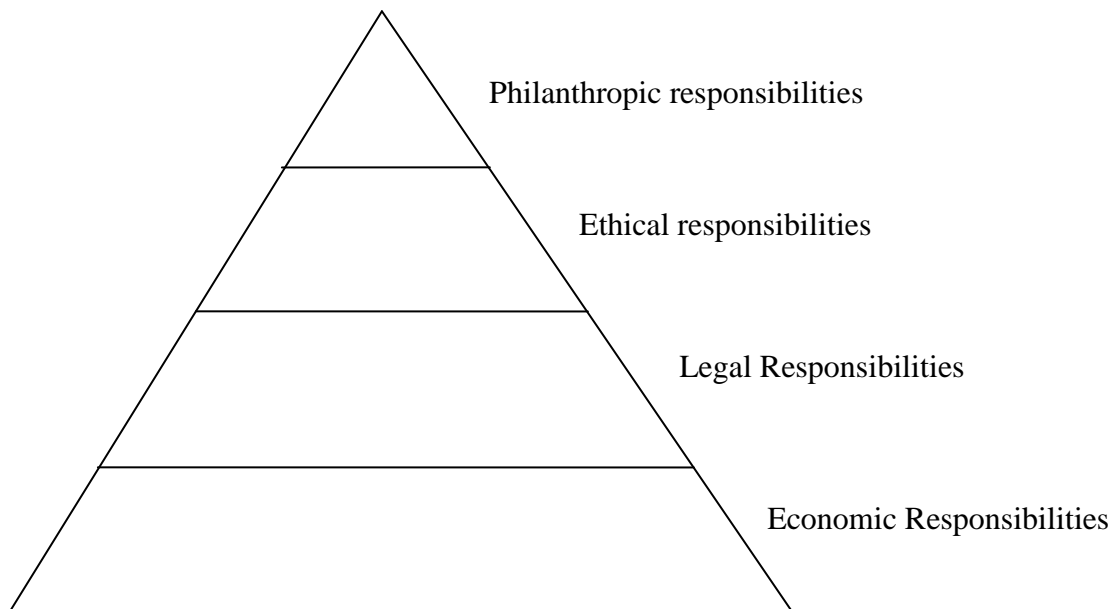 Philanthropic responsibilities
Ethical responsibilities
Legal Responsibilities
Economic Responsibilities